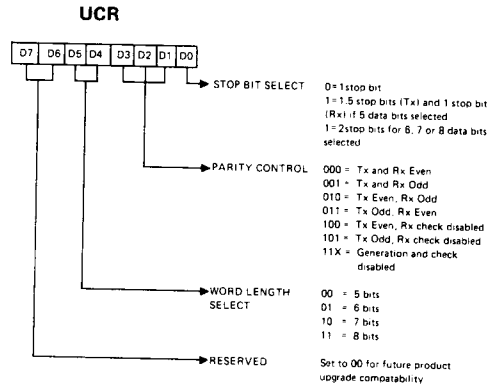 UCR
D7 D6 D5 D4 D3 D2 D1 D0
STOP BIT SELECT
0=1stop bit
1=1.5 stop bits (Tx) and 1 stop bit
(Rx) if 5 data bits selected
1=2stop bits for 6, 7 or 8 data bits
selected
PARITY CONTROL
000 = Tx and Rx Even
001 = Tx and Rx Odd
010 = Tx Even, Rx Odd
011 = Tx Odd, Rx Even
100 = Tx Even, Rx check disabled
101 = Tx Odd, Rx check disabled
11X = Generation and check
disabled
WORD LENGTH
SELECT
00 = 5 bits
01 = 6 bits
10 = 7 bits
11 = 8 bits
RESERVED
Set to 00 for future product
upgrade compatability